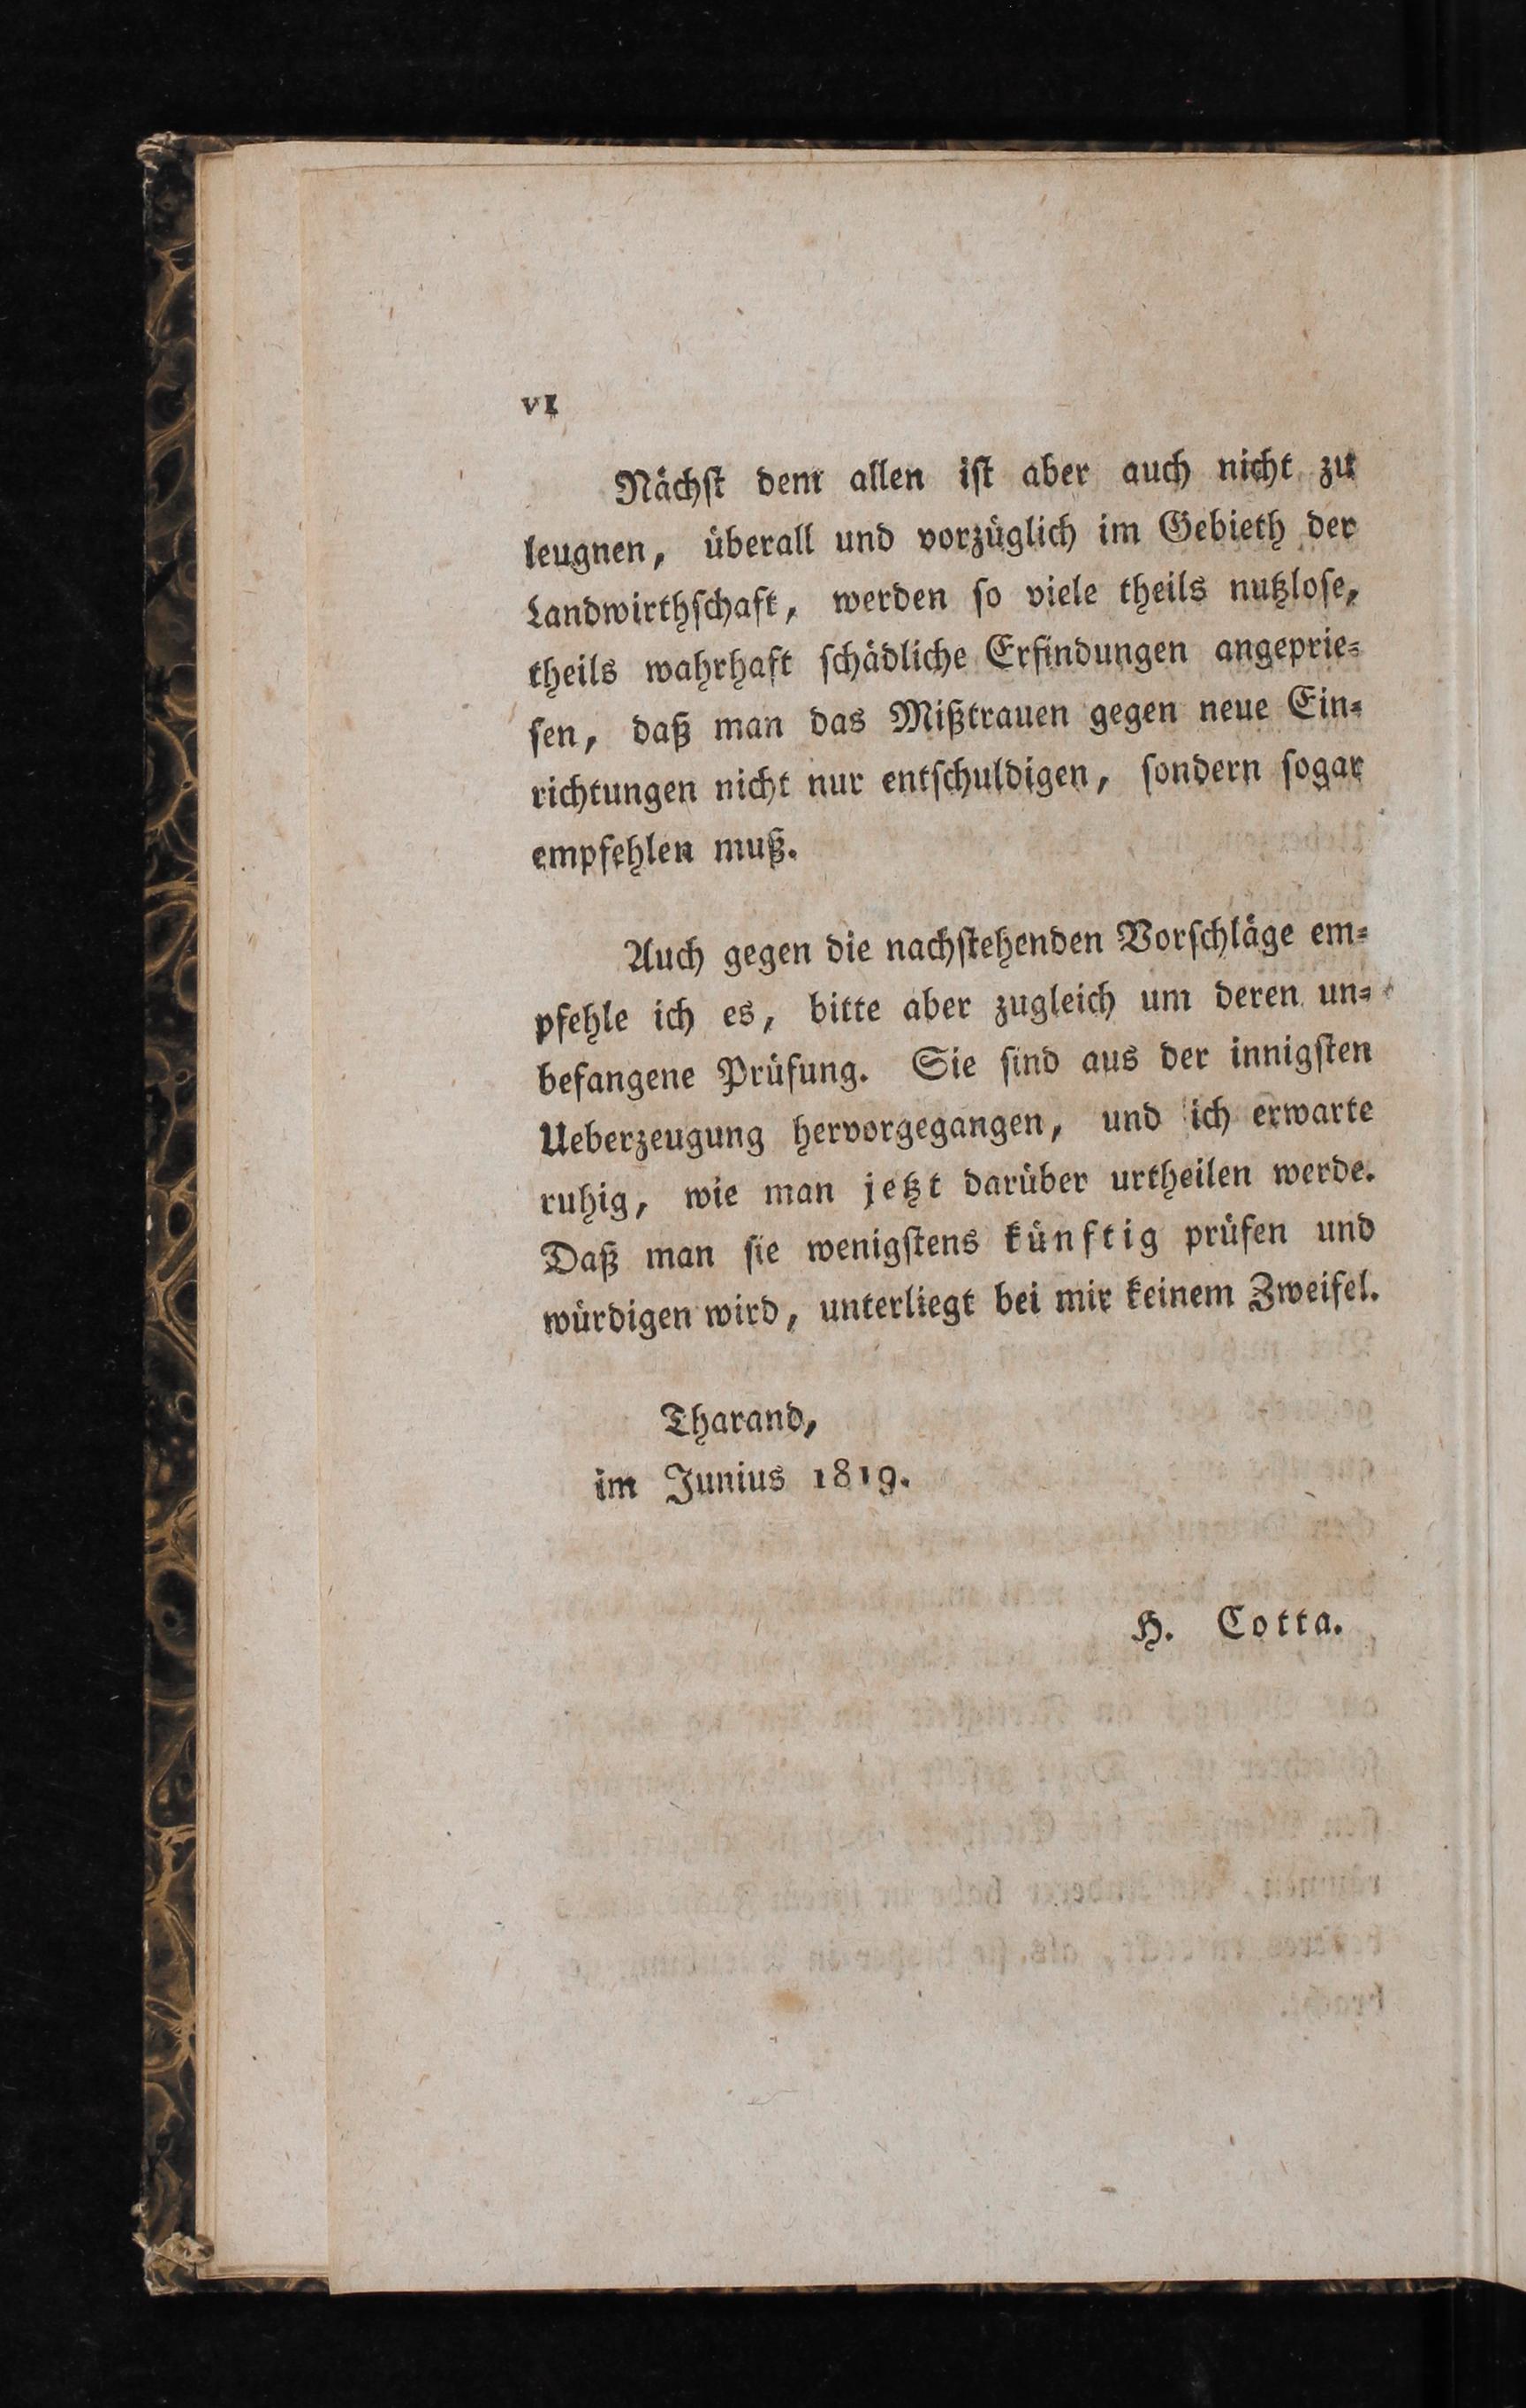 VI
Nächst dem allen ist aber auch nicht zu
leugnen, überall und vorzüglich im Gebieth der
Landwirthschaft, werden so viele theils nutzlose,
theils wahrhaft schädliche Erfindungen angeprie-
sen, daß man das Mißtrauen gegen neue Ein-
richtungen nicht nur entschuldigen, sondern sogar
empfehlen muß.
Auch gegen die nachstehenden Vorschläge em-
pfehle ich es, bitte aber zugleich um deren un-
befangene Prüfung. Sie sind aus der innigsten
Ueberzeugung hervorgegangen, und ich erwarte
ruhig, wie man jetzt darüber urtheilen werde.
Daß man sie wenigstens künftig prüfen und
würdigen wird, unterliegt bei mir keinem Zweifel.
Tharand,
im Junius 1819.
H. Cotta.